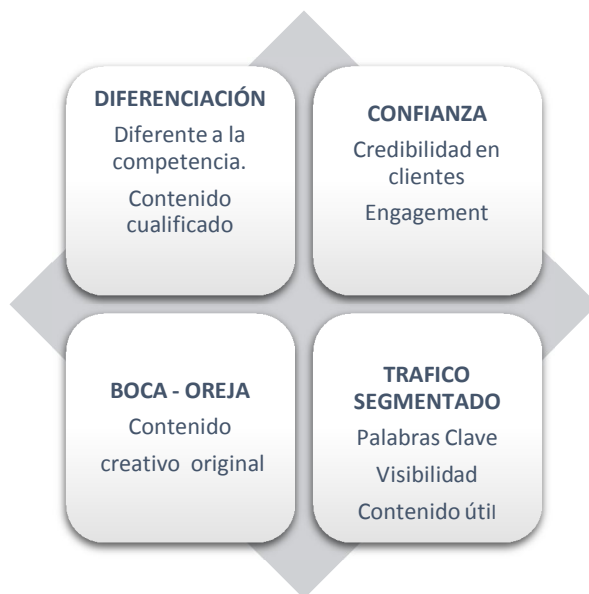 DIFERENCIACIÓN
Diferente a la
competencia.
Contenido
cualificado
CONFIANZA
Credibilidad en
clientes
Engagement
BOCA - OREJA
Contenido
creativo original
TRAFICO
SEGMENTADO
Palabras Clave
Visibilidad
Contenido útil